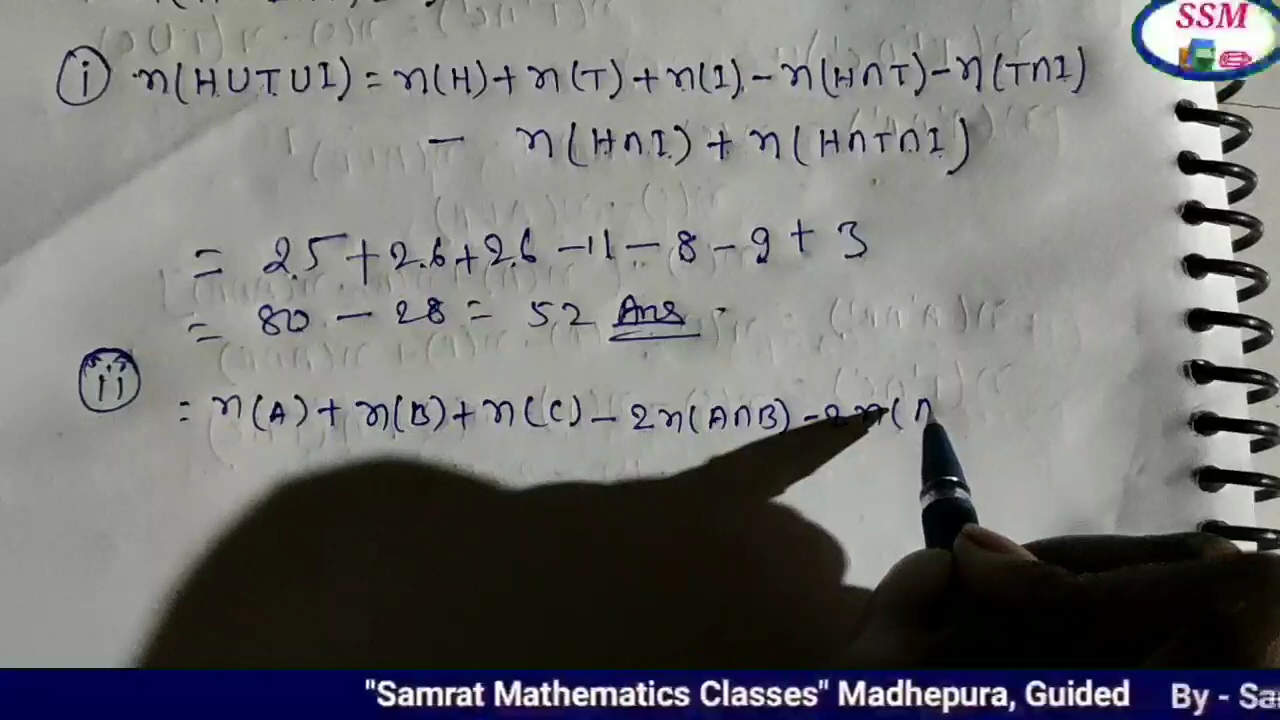 SSM
(i) n(HUTUI) = n(H) + n(T) + n(I) - n(H∩T) - n(T∩I)
- n(H∩I) + n(H∩T∩I)
= 25 + 26 + 26 - 11 - 8 - 9 + 3
= 80 - 28 = 52 Ans
(ii) = n(A) + n(B) + n(C) - 2n(A∩B) - 2n(
"Samrat Mathematics Classes" Madhepura, Guided By - Sa